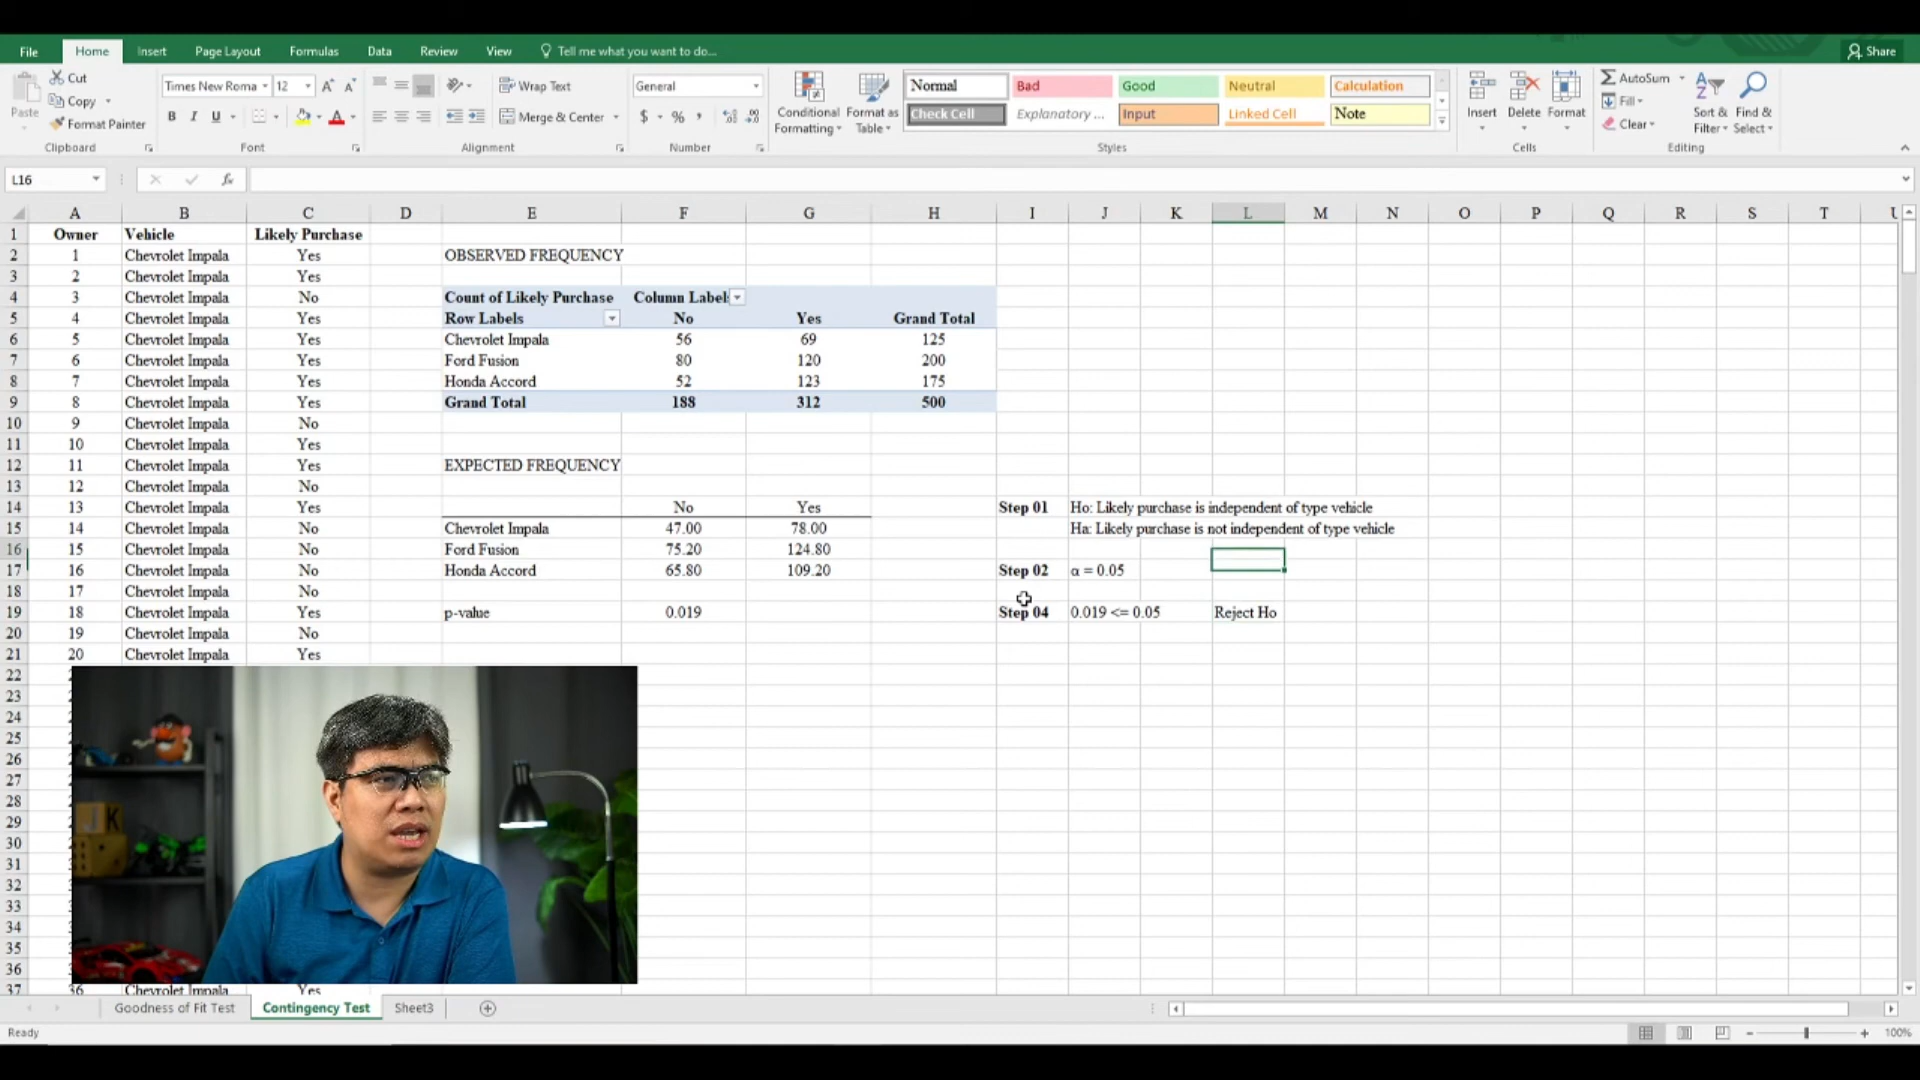 File Home Insert Page Layout Formulas Data Review View Tell me what you want to do... Share
Cut
Copy
Format Painter
Paste
Clipboard
Times New Roma 12
B I U
Font
Wrap Text
Merge & Center
Alignment
General
$ % ,
Number
Conditional Formatting
Format as Table
Normal Bad Good Neutral Calculation
Check Cell Explanatory ... Input Linked Cell Note
Styles
Insert Delete Format
Cells
AutoSum
Fill
Clear
Sort & Filter
Find & Select
Editing
L16 fx
A B C D E F G H I J K L M N O P Q R S T U
1 Owner Vehicle Likely Purchase
2 1 Chevrolet Impala Yes OBSERVED FREQUENCY
3 2 Chevrolet Impala Yes
4 3 Chevrolet Impala No Count of Likely Purchase Column Label
5 4 Chevrolet Impala Yes Row Labels No Yes Grand Total
6 5 Chevrolet Impala Yes Chevrolet Impala 56 69 125
7 6 Chevrolet Impala Yes Ford Fusion 80 120 200
8 7 Chevrolet Impala Yes Honda Accord 52 123 175
9 8 Chevrolet Impala Yes Grand Total 188 312 500
10 9 Chevrolet Impala No
11 10 Chevrolet Impala Yes
12 11 Chevrolet Impala Yes EXPECTED FREQUENCY
13 12 Chevrolet Impala No
14 13 Chevrolet Impala Yes No Yes Step 01 Ho: Likely purchase is independent of type vehicle
15 14 Chevrolet Impala No Chevrolet Impala 47.00 78.00 Ha: Likely purchase is not independent of type vehicle
16 15 Chevrolet Impala No Ford Fusion 75.20 124.80
17 16 Chevrolet Impala No Honda Accord 65.80 109.20 Step 02 α = 0.05
18 17 Chevrolet Impala No
19 18 Chevrolet Impala Yes p-value 0.019 Step 04 0.019 <= 0.05 Reject Ho
20 19 Chevrolet Impala No
21 20 Chevrolet Impala Yes
22
23
24
25
26
27
28
29
30
31
32
33
34
35
36
37 36 Chevrolet Impala Yes
J K
Goodness of Fit Test Contingency Test Sheet3
Ready 100%